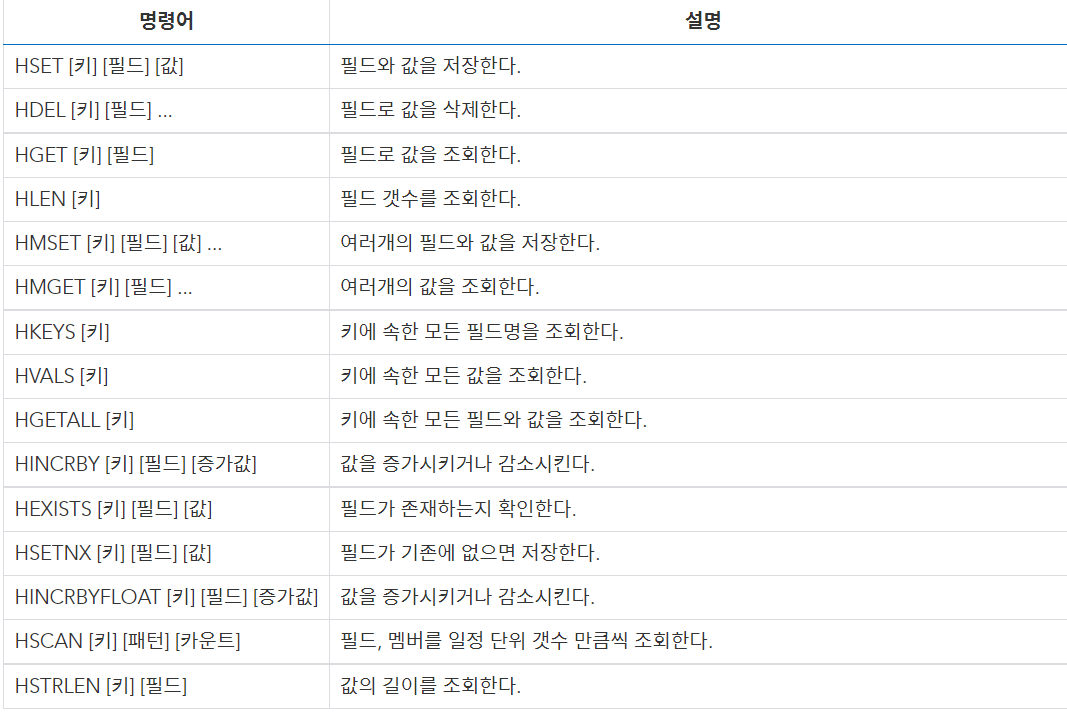 명령어 설명
HSET [키] [필드] [값] 필드와 값을 저장한다.
HDEL [키] [필드] ... 필드로 값을 삭제한다.
HGET [키] [필드] 필드로 값을 조회한다.
HLEN [키] 필드 갯수를 조회한다.
HMSET [키] [필드] [값] ... 여러개의 필드와 값을 저장한다.
HMGET [키] [필드] ... 여러개의 값을 조회한다.
HKEYS [키] 키에 속한 모든 필드명을 조회한다.
HVALS [키] 키에 속한 모든 값을 조회한다.
HGETALL [키] 키에 속한 모든 필드와 값을 조회한다.
HINCRBY [키] [필드] [증가값] 값을 증가시키거나 감소시킨다.
HEXISTS [키] [필드] [값] 필드가 존재하는지 확인한다.
HSETNX [키] [필드] [값] 필드가 기존에 없으면 저장한다.
HINCRBYFLOAT [키] [필드] [증가값] 값을 증가시키거나 감소시킨다.
HSCAN [키] [패턴] [카운트] 필드, 멤버를 일정 단위 갯수 만큼씩 조회한다.
HSTRLEN [키] [필드] 값의 길이를 조회한다.